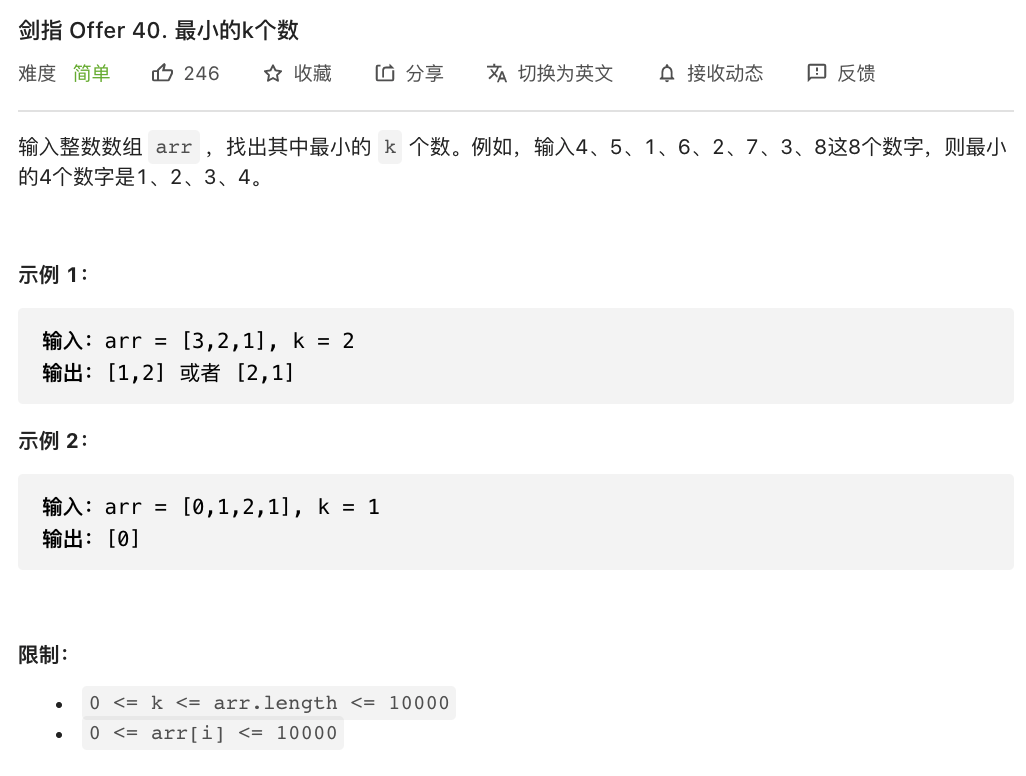 剑指 Offer 40. 最小的k个数
难度 简单 246 收藏 分享 切换为英文 接收动态 反馈
输入整数数组 arr ，找出其中最小的 k 个数。例如，输入4、5、1、6、2、7、3、8这8个数字，则最小
的4个数字是1、2、3、4。
示例 1：
输入：arr = [3,2,1], k = 2
输出：[1,2] 或者 [2,1]
示例 2：
输入：arr = [0,1,2,1], k = 1
输出：[0]
限制：
• 0 <= k <= arr.length <= 10000
• 0 <= arr[i] <= 10000